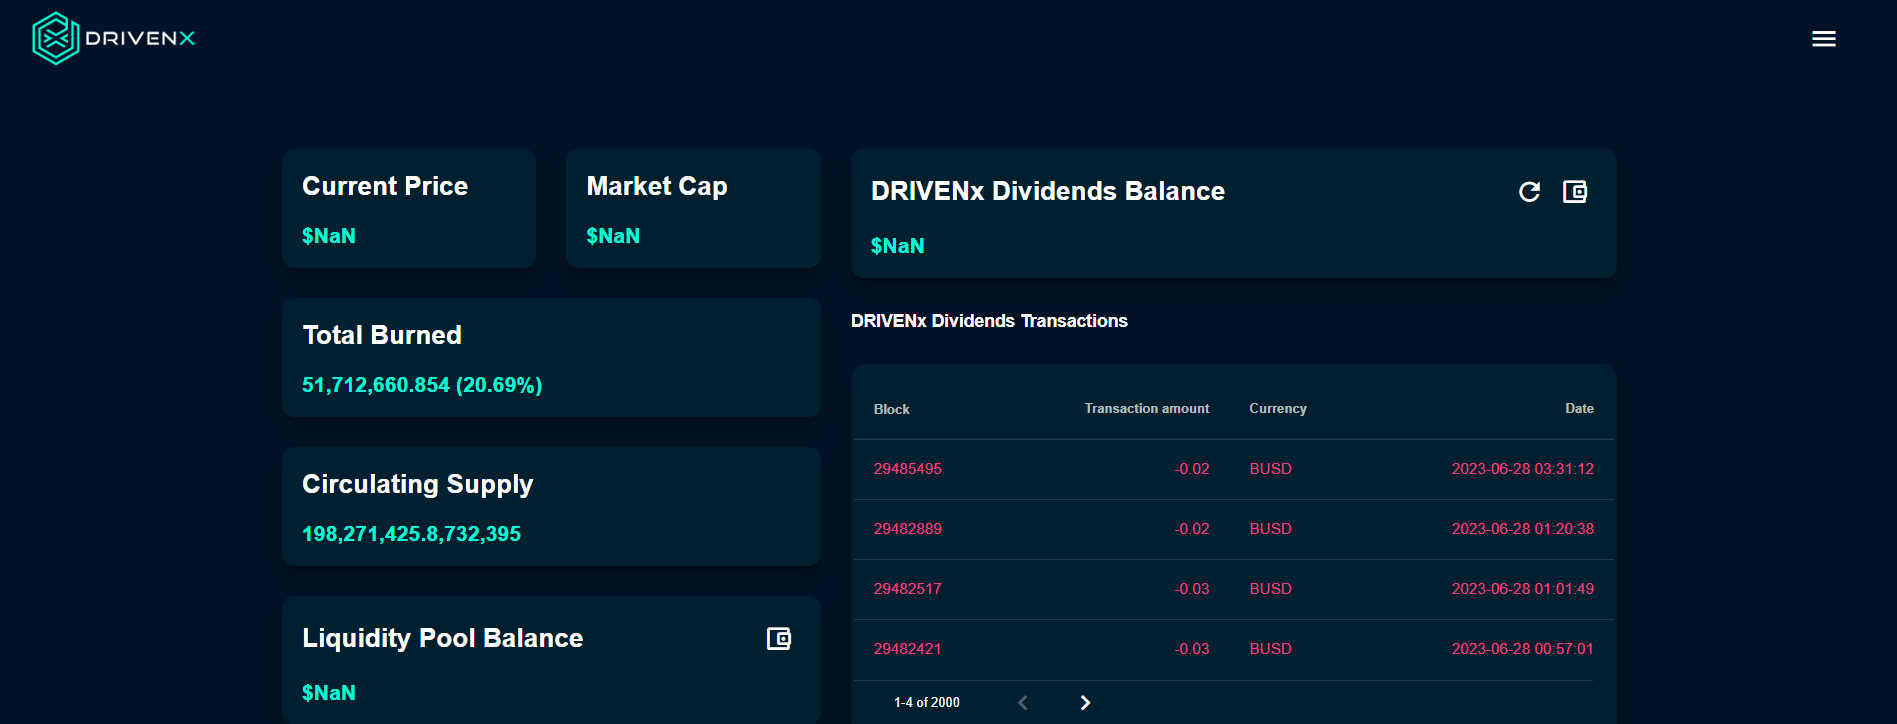 DRIVENX
Current Price
$NaN
Market Cap
$NaN
Total Burned
51,712,660.854 (20.69%)
Circulating Supply
198,271,425.8,732,395
Liquidity Pool Balance
$NaN
DRIVENx Dividends Balance
$NaN
DRIVENx Dividends Transactions
Block Transaction amount Currency Date
29485495 -0.02 BUSD 2023-06-28 03:31:12
29482889 -0.02 BUSD 2023-06-28 01:20:38
29482517 -0.03 BUSD 2023-06-28 01:01:49
29482421 -0.03 BUSD 2023-06-28 00:57:01
1-4 of 2000